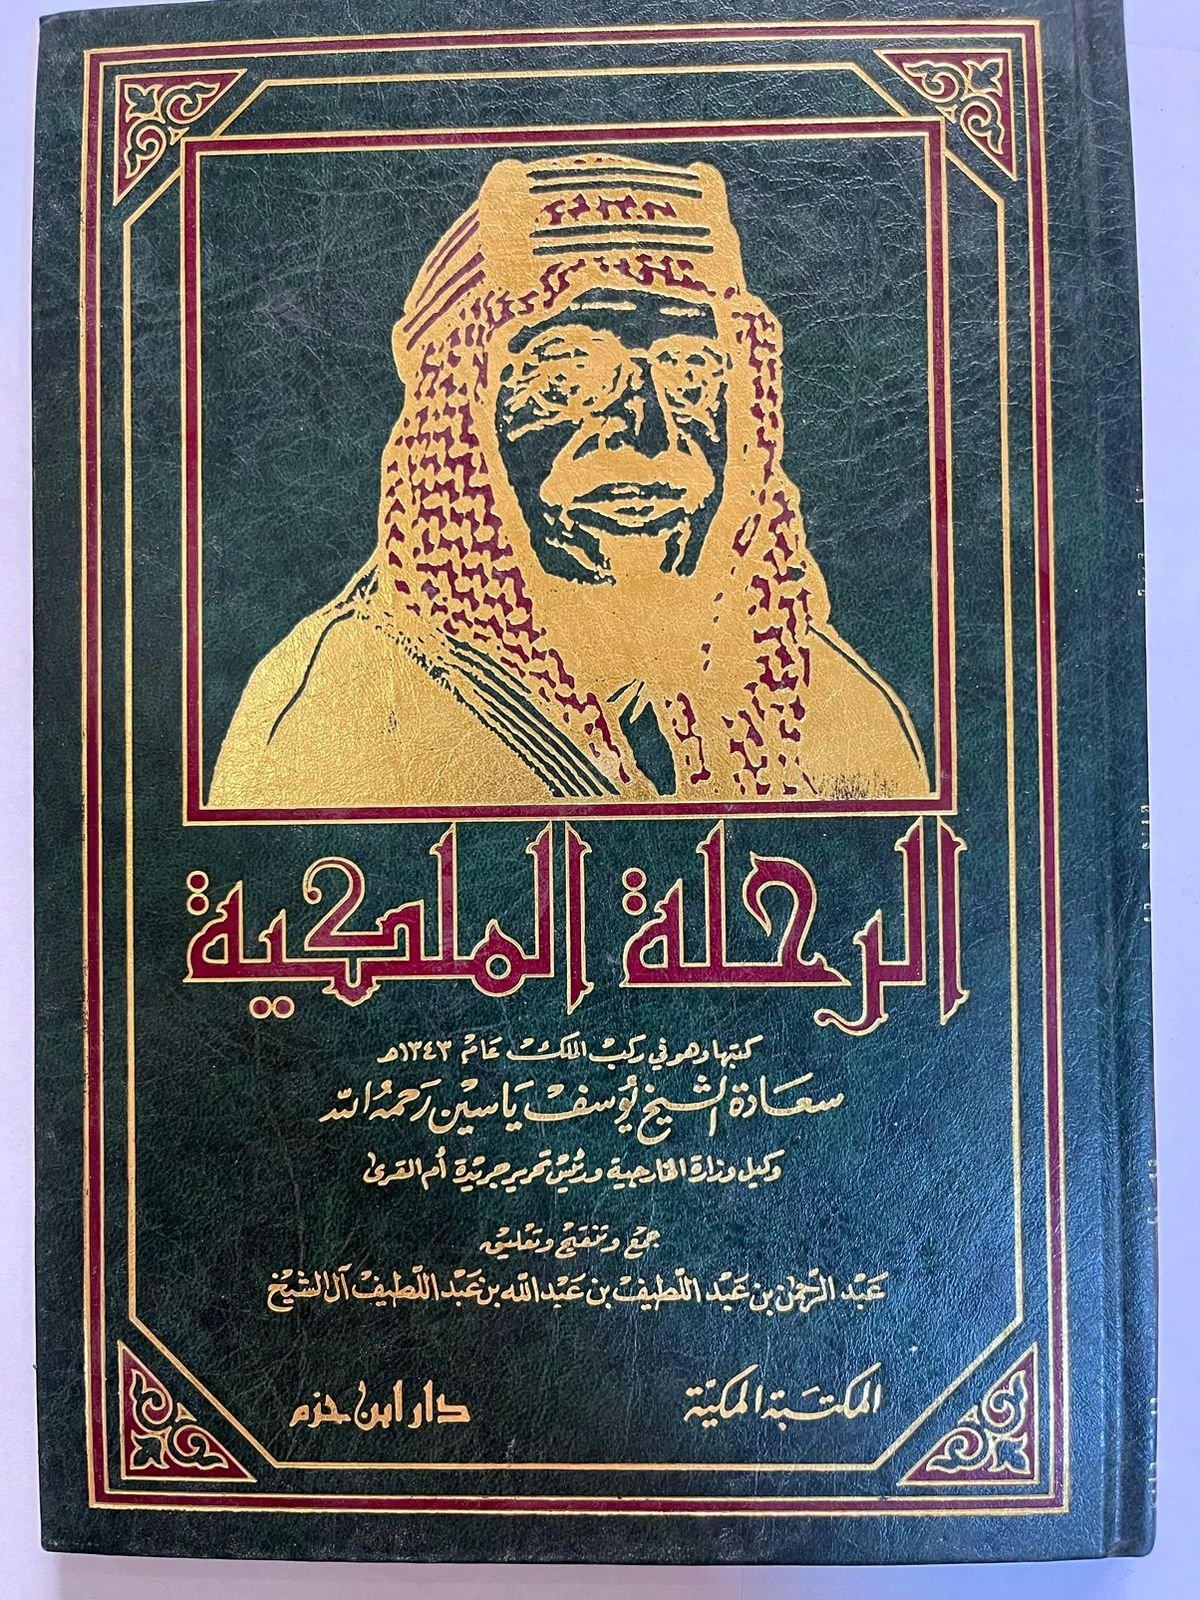 الرحلة الملكية
كتبها وهو في ركب الملك عام ١٣٤٣هـ
سعادة الشيخ يوسف ياسين رحمه الله
وكيل وزارة الخارجية ورئيس تحرير جريدة أم القرى
جمع وتنقيح وتعليق
عبد الرحمن بن عبد اللطيف بن عبد الله بن عبد اللطيف آل الشيخ
المكتبة المكية
دار ابن حزم